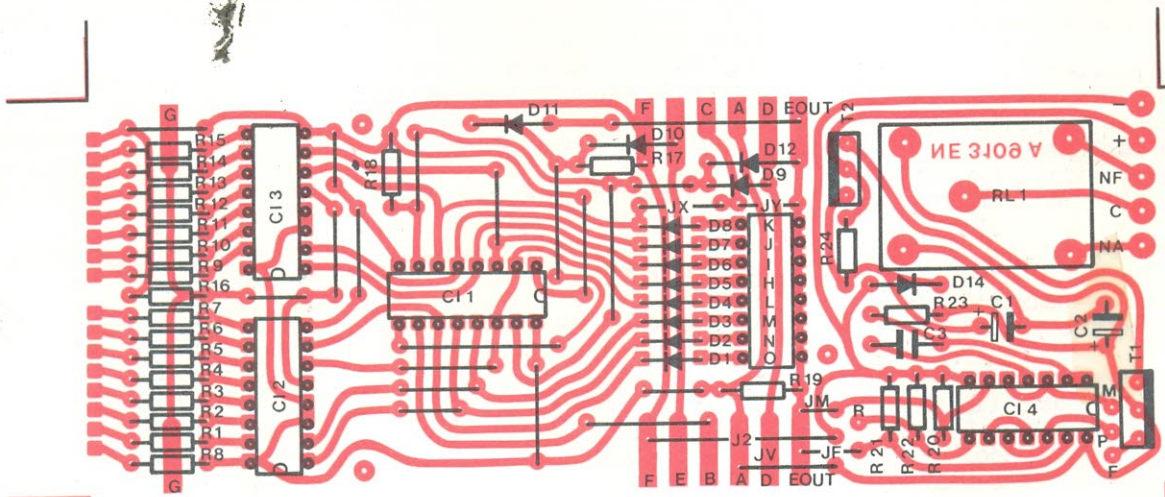 G
F
C
A
D
EOUT
D11
T2
-
R15
D10
R14
R18
R17
D12
NE 3109 A
+
R13
D9
NF
R12
CI 3
JX
JY
RL1
C
R11
D8
K
R10
D7
J
R24
NA
R9
D6
I
R16
CI 1
D5
H
D14
R7
D4
L
R23
C1
C2
R6
D3
M
+
R5
D2
N
C3
+
R4
D1
O
T1
R3
CI 2
R19
M
R2
JM
R
CI 4
R1
J2
R21
R22
R20
P
R8
JV
JF
F
G
F
E
B
A
D
EOUT